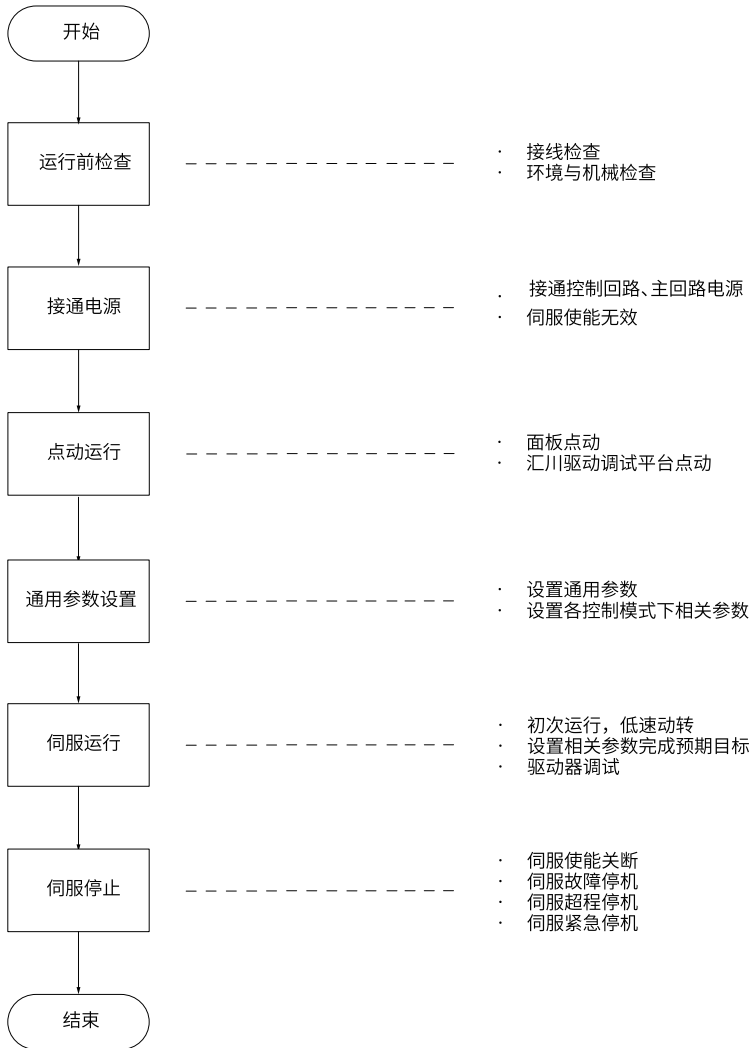 开始
运行前检查
· 接线检查
· 环境与机械检查
接通电源
· 接通控制回路、主回路电源
· 伺服使能无效
点动运行
· 面板点动
· 汇川驱动调试平台点动
通用参数设置
· 设置通用参数
· 设置各控制模式下相关参数
伺服运行
· 初次运行，低速动转
· 设置相关参数完成预期目标
· 驱动器调试
伺服停止
· 伺服使能关断
· 伺服故障停机
· 伺服超程停机
· 伺服紧急停机
结束